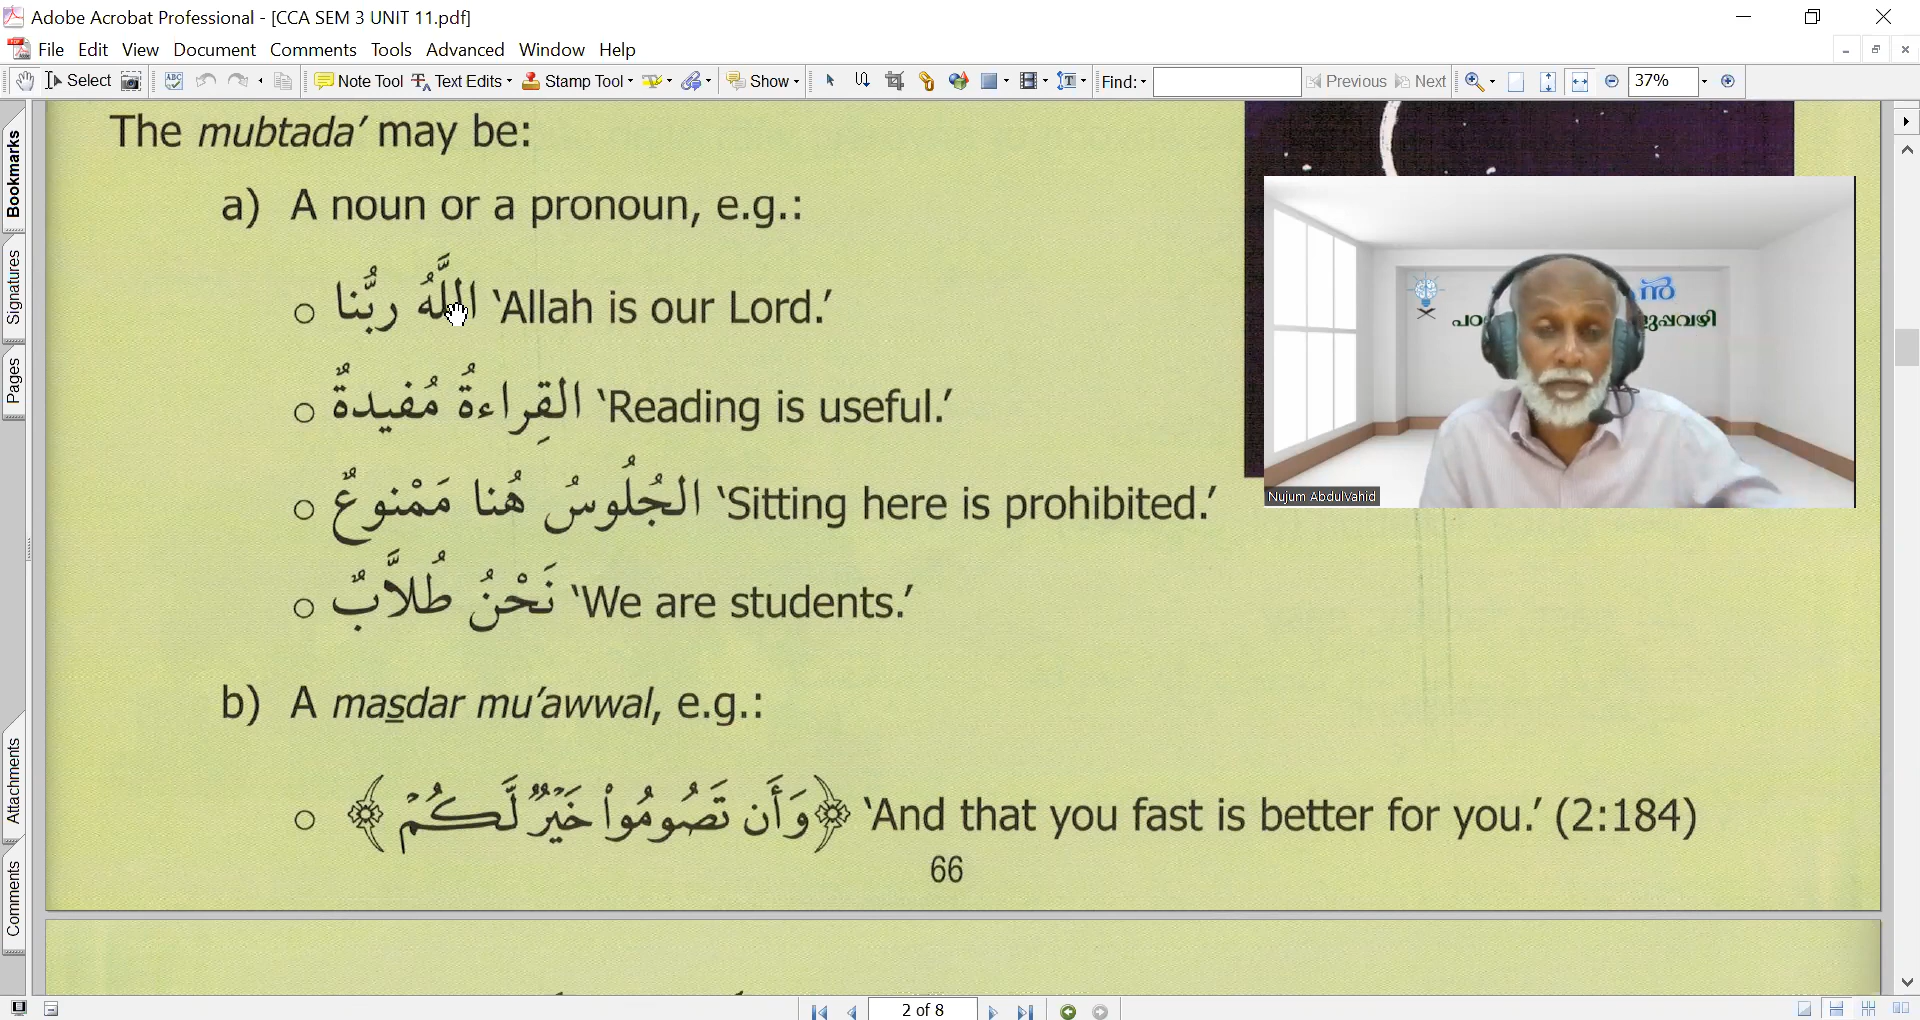 Adobe Acrobat Professional - [CCA SEM 3 UNIT 11.pdf]
File Edit View Document Comments Tools Advanced Window Help
Select Note Tool Text Edits Stamp Tool Show Find: Previous Next 37%
Bookmarks
Signatures
Pages
Attachments
Comments
The mubtada’ may be:
a) A noun or a pronoun, e.g.:
اللَّهُ ربُّنا ‘Allah is our Lord.’
القِراءةُ مُفيدةٌ ‘Reading is useful.’
الجُلُوسُ هُنا مَمْنوعٌ ‘Sitting here is prohibited.’
نَحْنُ طُلاَّبٌ ‘We are students.’
b) A masdar mu’awwal, e.g.:
﴿وَأَن تَصُومُواْ خَيْرٌ لَّكُمْ﴾ ‘And that you fast is better for you.’ (2:184)
66
Nujum AbdulVahid
2 of 8